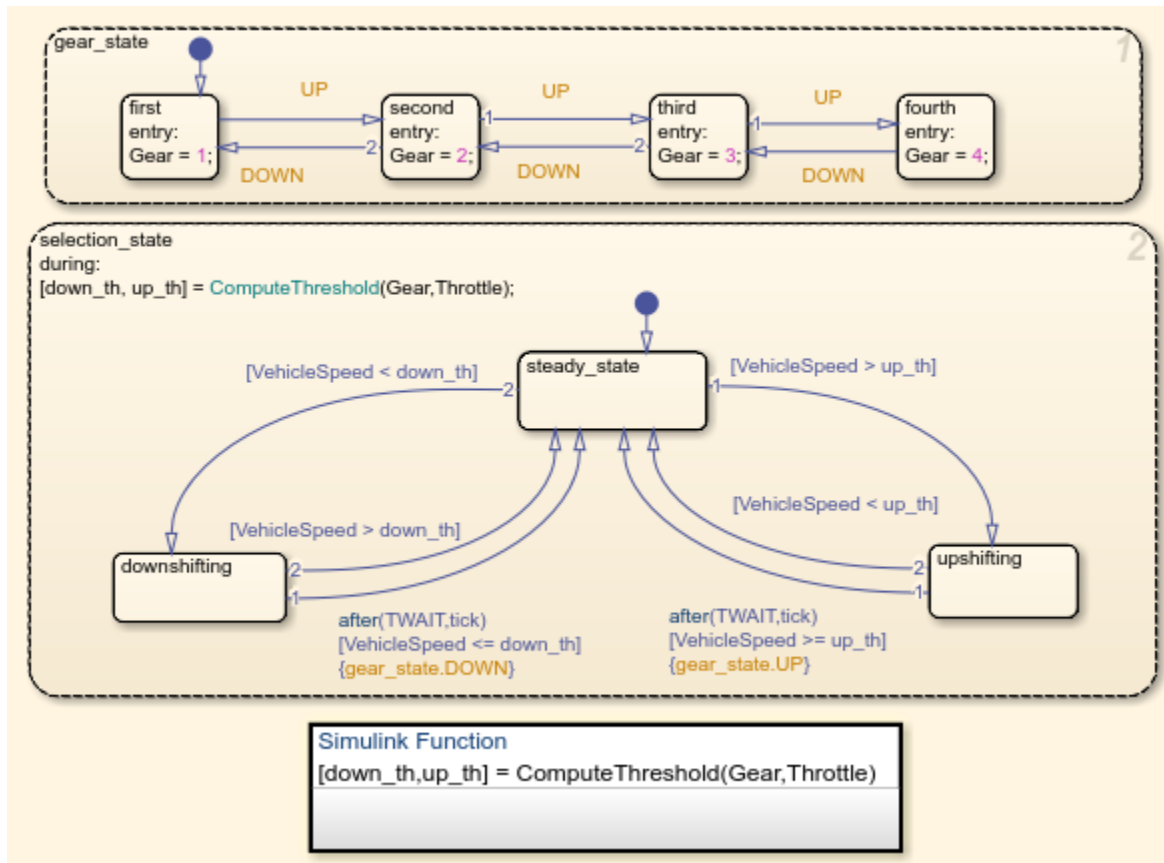 gear_state
1
UP
UP
UP
first
entry:
Gear = 1;
second
entry:
Gear = 2;
third
entry:
Gear = 3;
fourth
entry:
Gear = 4;
1
2
1
2
1
DOWN
DOWN
DOWN
selection_state
during:
[down_th, up_th] = ComputeThreshold(Gear,Throttle);
2
steady_state
[VehicleSpeed < down_th]
2
[VehicleSpeed > up_th]
1
[VehicleSpeed > down_th]
[VehicleSpeed < up_th]
downshifting
2
1
upshifting
2
1
after(TWAIT,tick)
[VehicleSpeed <= down_th]
{gear_state.DOWN}
after(TWAIT,tick)
[VehicleSpeed >= up_th]
{gear_state.UP}
Simulink Function
[down_th,up_th] = ComputeThreshold(Gear,Throttle)